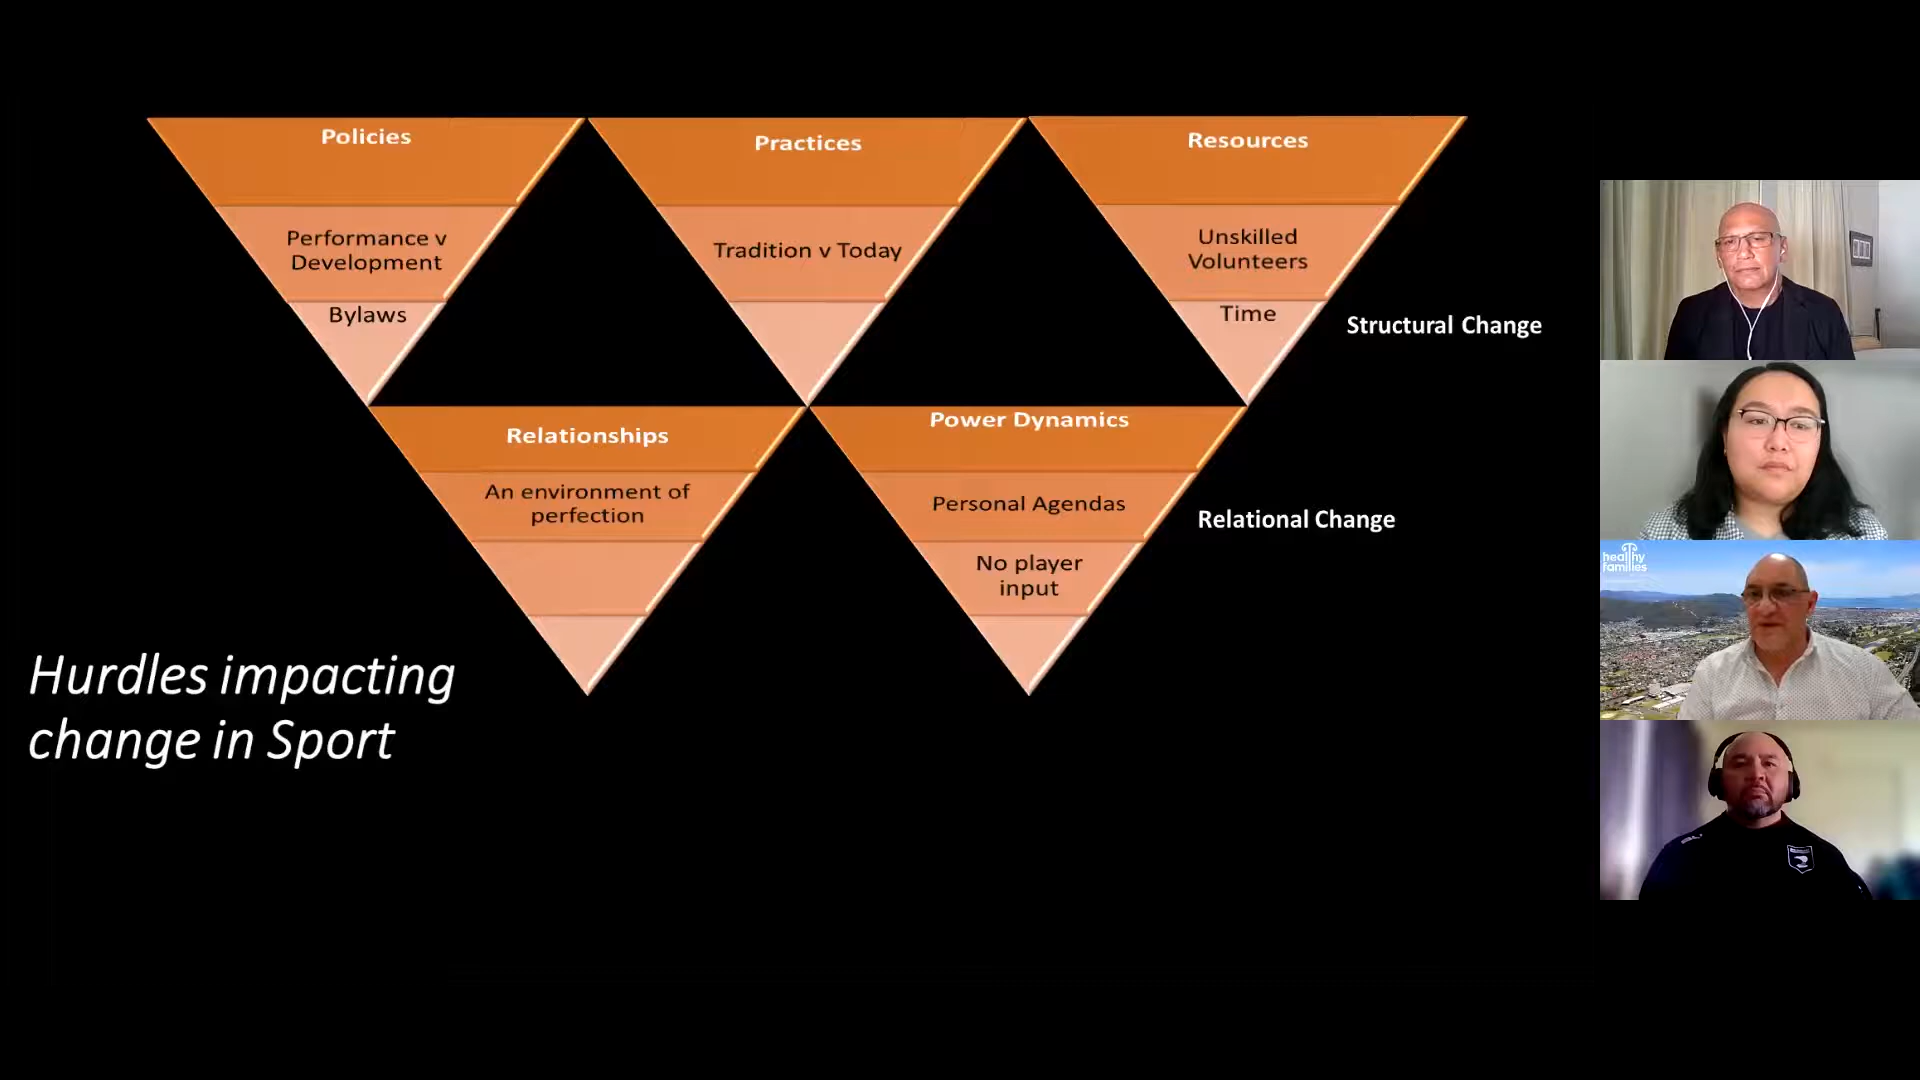 Policies
Performance v
Development
Bylaws
Practices
Tradition v Today
Resources
Unskilled
Volunteers
Time
Structural Change
Relationships
An environment of
perfection
Power Dynamics
Personal Agendas
No player
input
Relational Change
Hurdles impacting
change in Sport
healthy
families